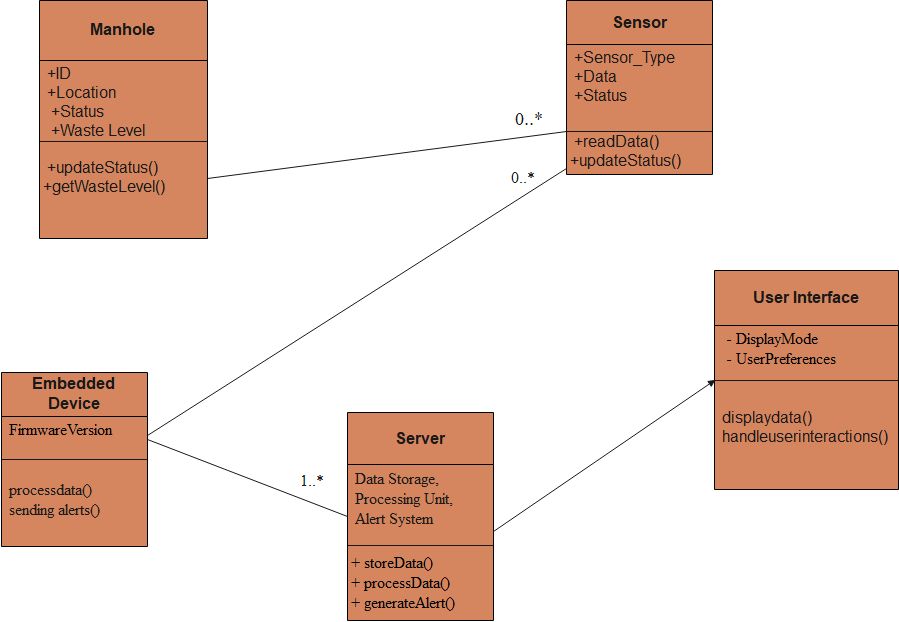 Manhole
+ID
+Location
+Status
+Waste Level
+updateStatus()
+getWasteLevel()
Sensor
+Sensor_Type
+Data
+Status
+readData()
+updateStatus()
0..*
0..*
User Interface
- DisplayMode
- UserPreferences
displaydata()
handleuserinteractions()
Embedded
Device
FirmwareVersion
processdata()
sending alerts()
1..*
Server
Data Storage,
Processing Unit,
Alert System
+ storeData()
+ processData()
+ generateAlert()